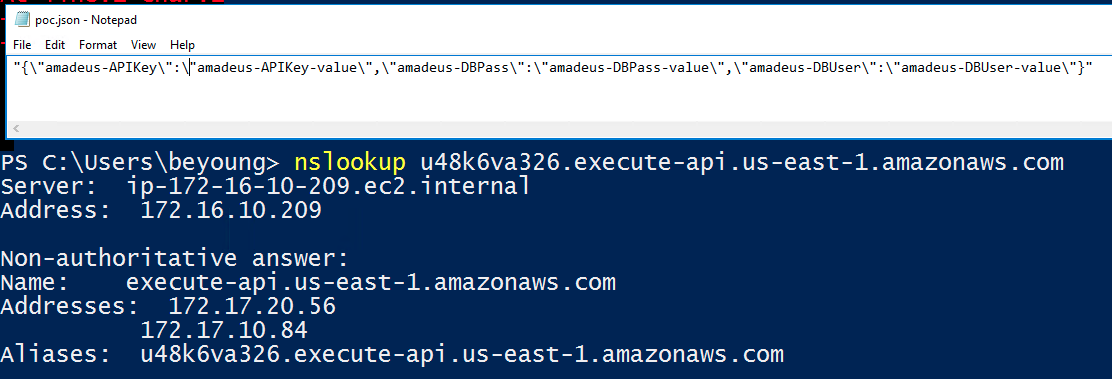 poc.json - Notepad
File Edit Format View Help
"{\"amadeus-APIKey\":\"amadeus-APIKey-value\",\"amadeus-DBPass\":\"amadeus-DBPass-value\",\"amadeus-DBUser\":\"amadeus-DBUser-value\"}"
PS C:\Users\beyoung> nslookup u48k6va326.execute-api.us-east-1.amazonaws.com
Server:  ip-172-16-10-209.ec2.internal
Address:  172.16.10.209
Non-authoritative answer:
Name:    execute-api.us-east-1.amazonaws.com
Addresses:  172.17.20.56
172.17.10.84
Aliases:  u48k6va326.execute-api.us-east-1.amazonaws.com